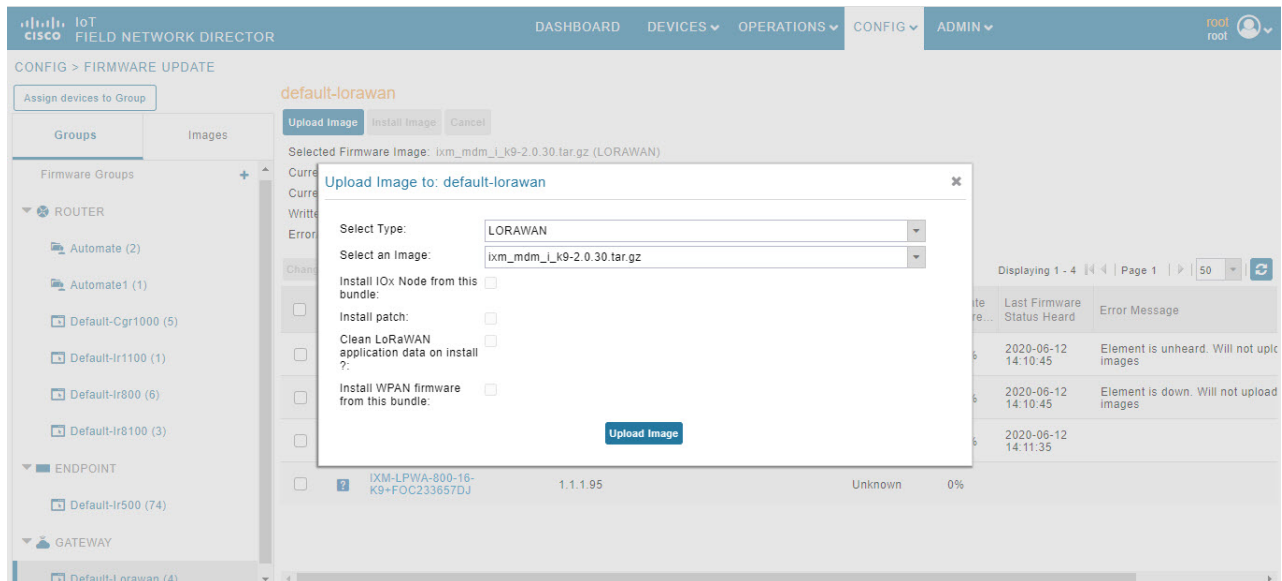 IoT
CISCO FIELD NETWORK DIRECTOR
DASHBOARD DEVICES OPERATIONS CONFIG ADMIN
root
root
CONFIG > FIRMWARE UPDATE
Assign devices to Group
Groups Images
Firmware Groups +
ROUTER
Automate (2)
Automate1 (1)
Default-Cgr1000 (5)
Default-Ir1100 (1)
Default-Ir800 (6)
Default-Ir8100 (3)
ENDPOINT
Default-Ir500 (74)
GATEWAY
Default-Lorawan (4)
default-lorawan
Upload Image Install Image Cancel
Selected Firmware Image: ixm_mdm_i_k9-2.0.30.tar.gz (LORAWAN)
Curre
Curre
Writte
Error
Chang
Upload Image to: default-lorawan
Select Type: LORAWAN
Select an Image: ixm_mdm_i_k9-2.0.30.tar.gz
Install IOx Node from this
bundle:
Install patch:
Clean LoRaWAN
application data on install
?:
Install WPAN firmware
from this bundle:
Upload Image
Displaying 1 - 4 Page 1 50
Last Firmware
Status Heard
Error Message
2020-06-12
14:10:45
Element is unheard. Will not uplo
images
2020-06-12
14:10:45
Element is down. Will not upload
images
2020-06-12
14:11:35
IXM-LPWA-800-16-
K9+FOC233657DJ
1.1.1.95 Unknown 0%